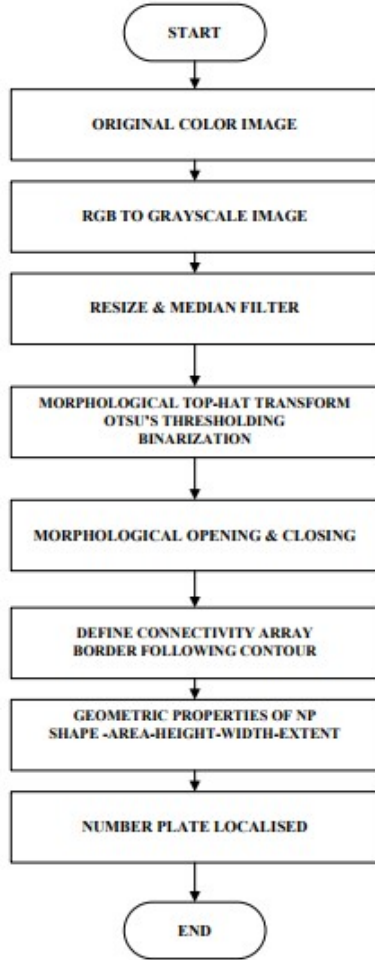 START
ORIGINAL COLOR IMAGE
RGB TO GRAYSCALE IMAGE
RESIZE & MEDIAN FILTER
MORPHOLOGICAL TOP-HAT TRANSFORM
OTSU'S THRESHOLDING
BINARIZATION
MORPHOLOGICAL OPENING & CLOSING
DEFINE CONNECTIVITY ARRAY
BORDER FOLLOWING CONTOUR
GEOMETRIC PROPERTIES OF NP
SHAPE -AREA-HEIGHT-WIDTH-EXTENT
NUMBER PLATE LOCALISED
END